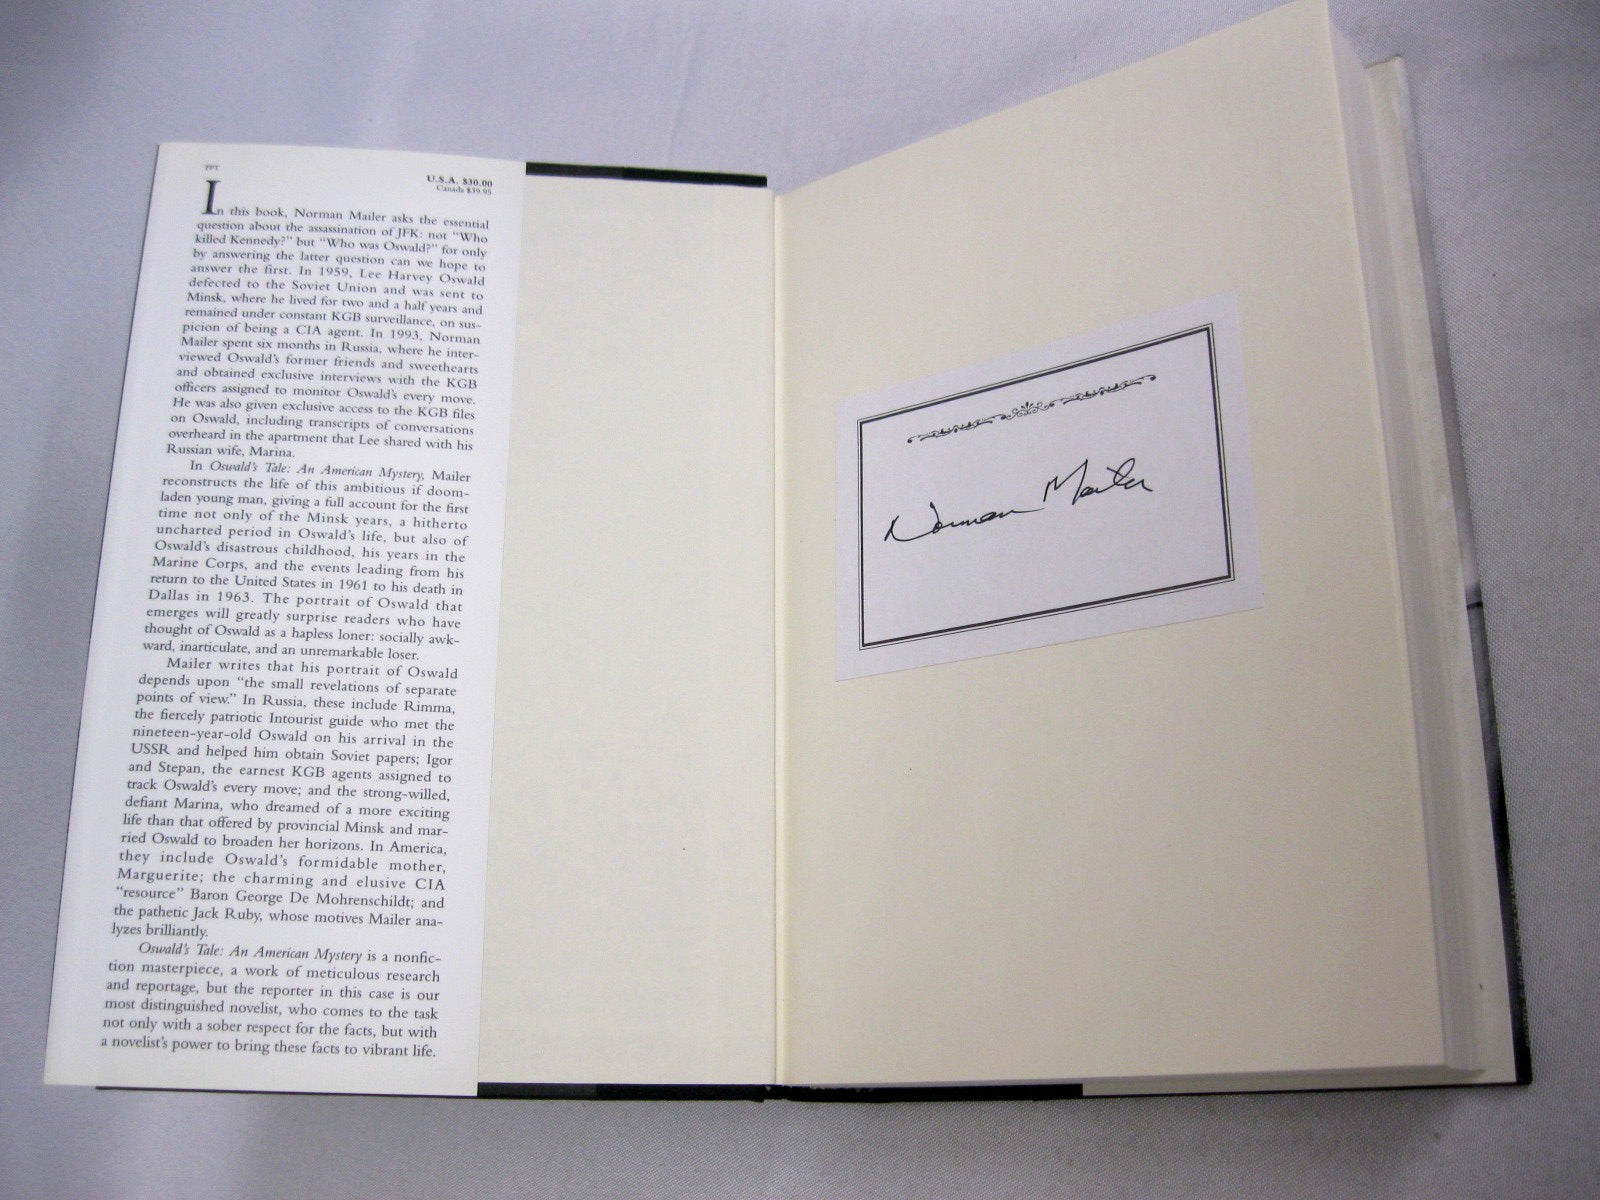 PPT
U.S.A. $30.00
Canada $39.95
In this book, Norman Mailer asks the essential
question about the assassination of JFK: not “Who
killed Kennedy?” but “Who was Oswald?” for only
by answering the latter question can we hope to
answer the first. In 1959, Lee Harvey Oswald
defected to the Soviet Union and was sent to
Minsk, where he lived for two and a half years and
remained under constant KGB surveillance, on sus-
picion of being a CIA agent. In 1993, Norman
Mailer spent six months in Russia, where he inter-
viewed Oswald’s former friends and sweethearts
and obtained exclusive interviews with the KGB
officers assigned to monitor Oswald’s every move.
He was also given exclusive access to the KGB files
on Oswald, including transcripts of conversations
overheard in the apartment that Lee shared with his
Russian wife, Marina.
In Oswald’s Tale: An American Mystery, Mailer
reconstructs the life of this ambitious if doom-
laden young man, giving a full account for the first
time not only of the Minsk years, a hitherto
uncharted period in Oswald’s life, but also of
Oswald’s disastrous childhood, his years in the
Marine Corps, and the events leading from his
return to the United States in 1961 to his death in
Dallas in 1963. The portrait of Oswald that
emerges will greatly surprise readers who have
thought of Oswald as a hapless loner: socially awk-
ward, inarticulate, and an unremarkable loser.
Mailer writes that his portrait of Oswald
depends upon “the small revelations of separate
points of view.” In Russia, these include Rimma,
the fiercely patriotic Intourist guide who met the
nineteen-year-old Oswald on his arrival in the
USSR and helped him obtain Soviet papers; Igor
and Stepan, the earnest KGB agents assigned to
track Oswald’s every move; and the strong-willed,
defiant Marina, who dreamed of a more exciting
life than that offered by provincial Minsk and mar-
ried Oswald to broaden her horizons. In America,
they include Oswald’s formidable mother,
Marguerite; the charming and elusive CIA
“resource” Baron George De Mohrenschildt; and
the pathetic Jack Ruby, whose motives Mailer ana-
lyzes brilliantly.
Oswald’s Tale: An American Mystery is a nonfic-
tion masterpiece, a work of meticulous research
and reportage, but the reporter in this case is our
most distinguished novelist, who comes to the task
not only with a sober respect for the facts, but with
a novelist’s power to bring these facts to vibrant life.
Norman Mailer